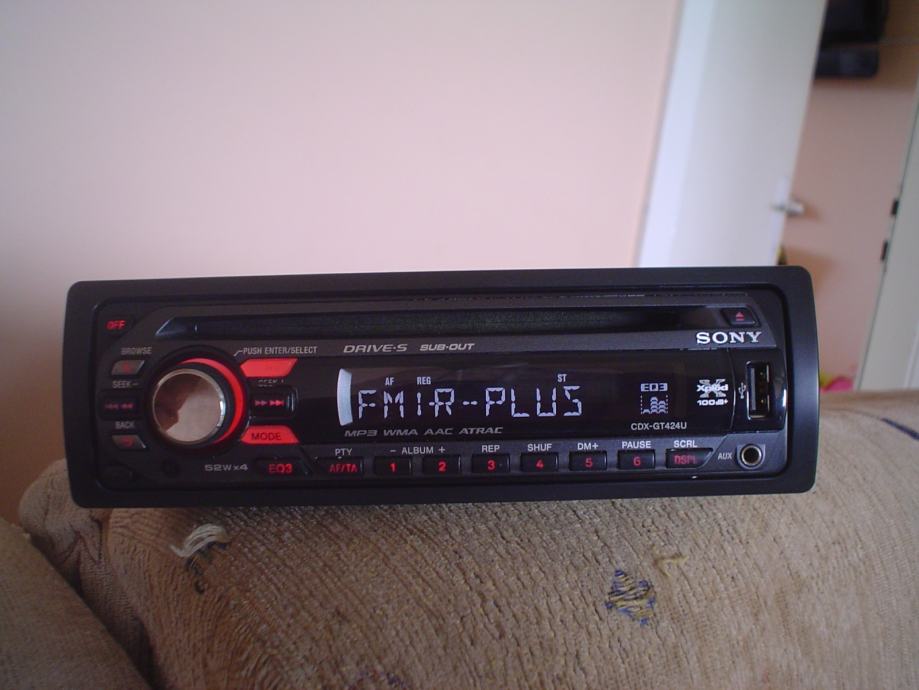 OFF
SONY
BROWSE
PUSH ENTER/SELECT
DRIVE-S SUB-OUT
SEEK -
SEEK +
AF REG ST
FM1R-PLUS
EQ3
Xplod
100dB+
BACK
MODE
MP3 WMA AAC ATRAC
CDX-GT424U
PTY
- ALBUM +
REP
SHUF
DM+
PAUSE
SCRL
AUX
52W x 4
EQ3
AF/TA
1
2
3
4
5
6
DSPL